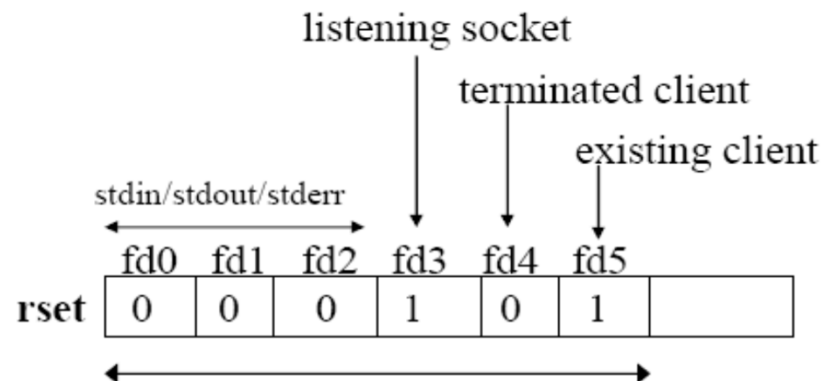 listening socket
terminated client
existing client
stdin/stdout/stderr
fd0 fd1 fd2 fd3 fd4 fd5
rset 0 0 0 1 0 1